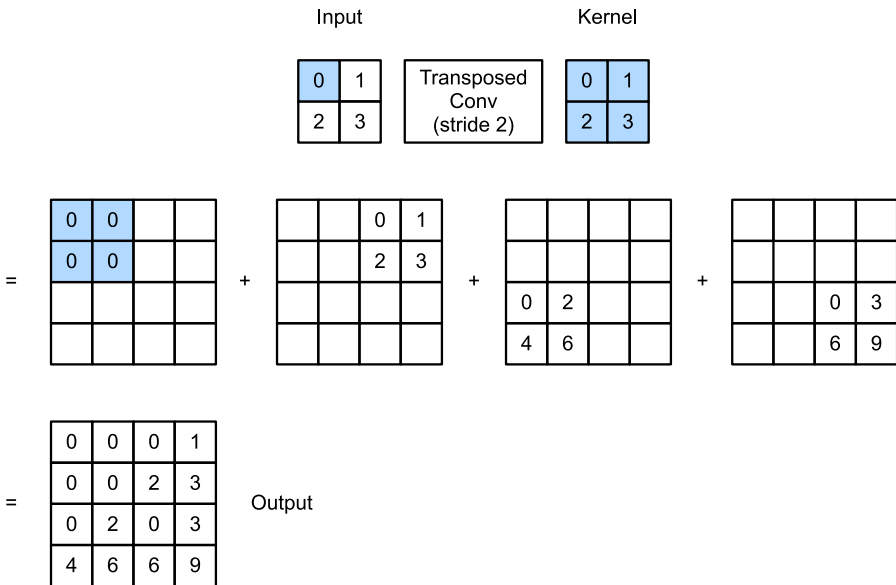 Input Kernel
0 1 Transposed 0 1
Conv
2 3 (stride 2) 2 3
0 0 0 1
= 0 0 + 2 3 + +
0 2 0 3
4 6 6 9
0 0 0 1
0 0 2 3
= Output
0 2 0 3
4 6 6 9